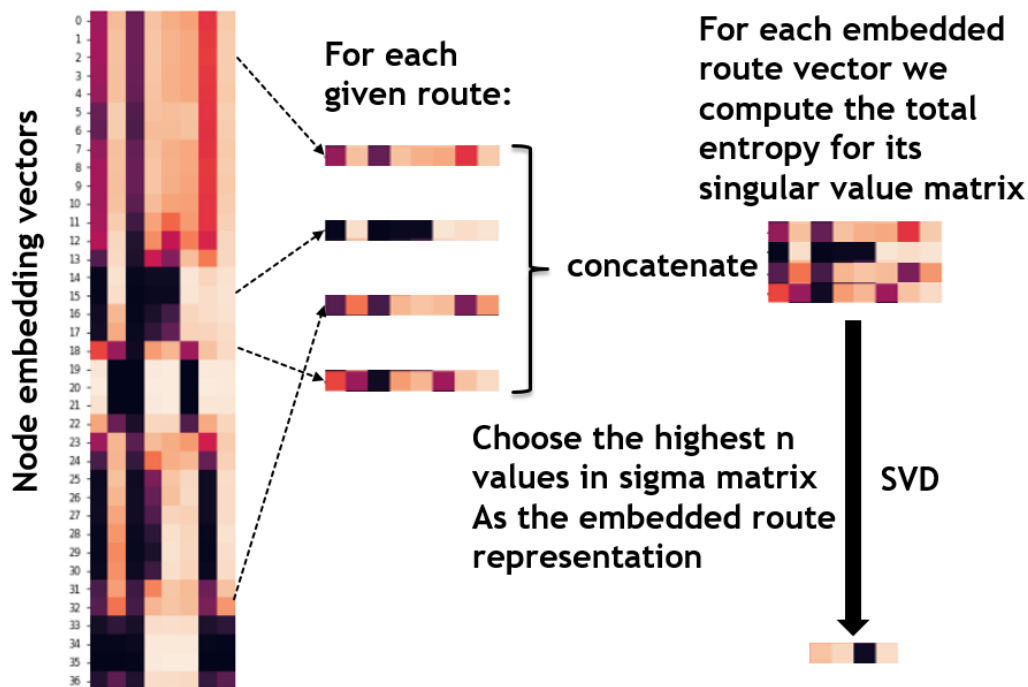 Node embedding vectors
0
1
2
3
4
5
6
7
8
9
10
11
12
13
14
15
16
17
18
19
20
21
22
23
24
25
26
27
28
29
30
31
32
33
34
35
36
For each
given route:
concatenate
For each embedded
route vector we
compute the total
entropy for its
singular value matrix
Choose the highest n
values in sigma matrix
As the embedded route
representation
SVD